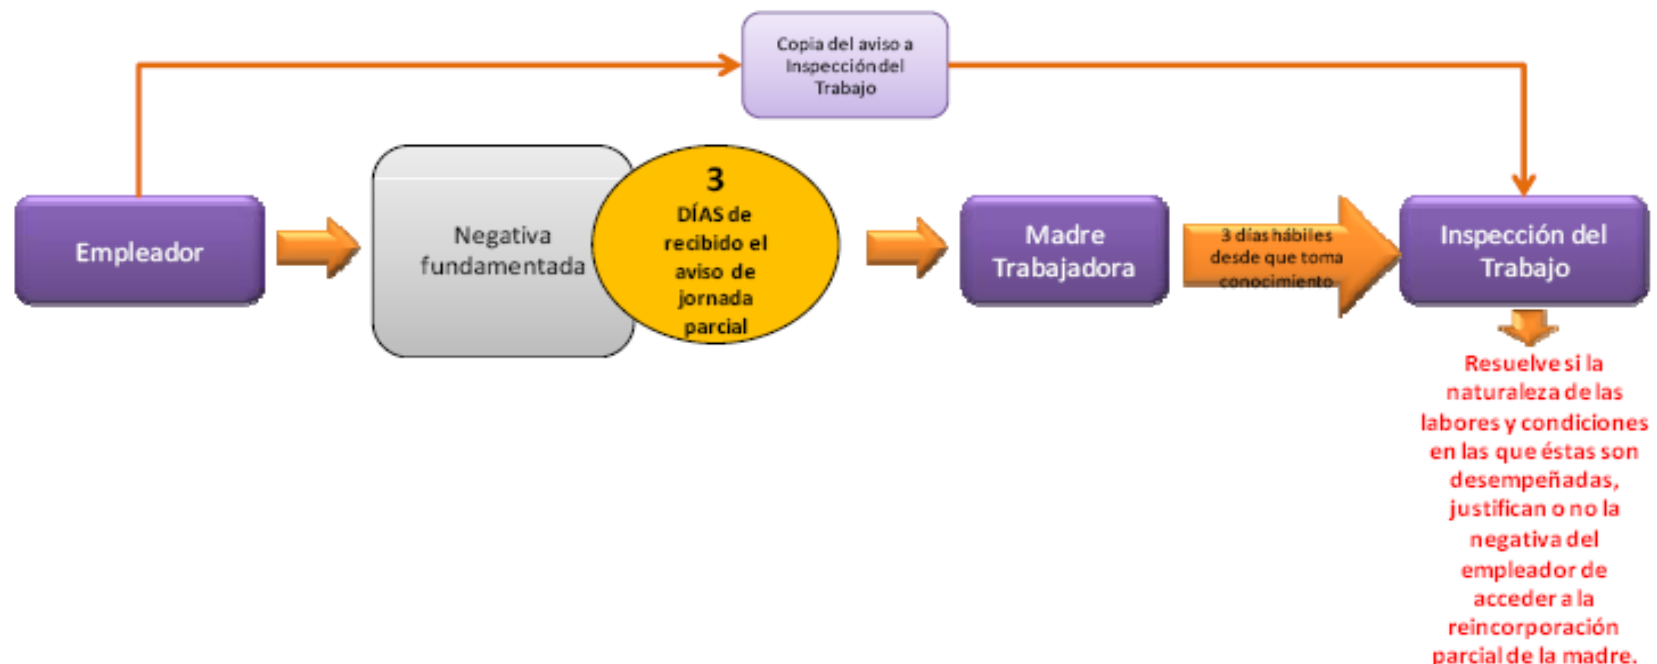 Copia del aviso a
Inspección del
Trabajo
Empleador
Negativa
fundamentada
3
DÍAS de
recibido el
aviso de
jornada
parcial
Madre
Trabajadora
3 días hábiles
desde que toma
conocimiento
Inspección del
Trabajo
Resuelve si la
naturaleza de las
labores y condiciones
en las que éstas son
desempeñadas,
justifican o no la
negativa del
empleador de
acceder a la
reincorporación
parcial de la madre.